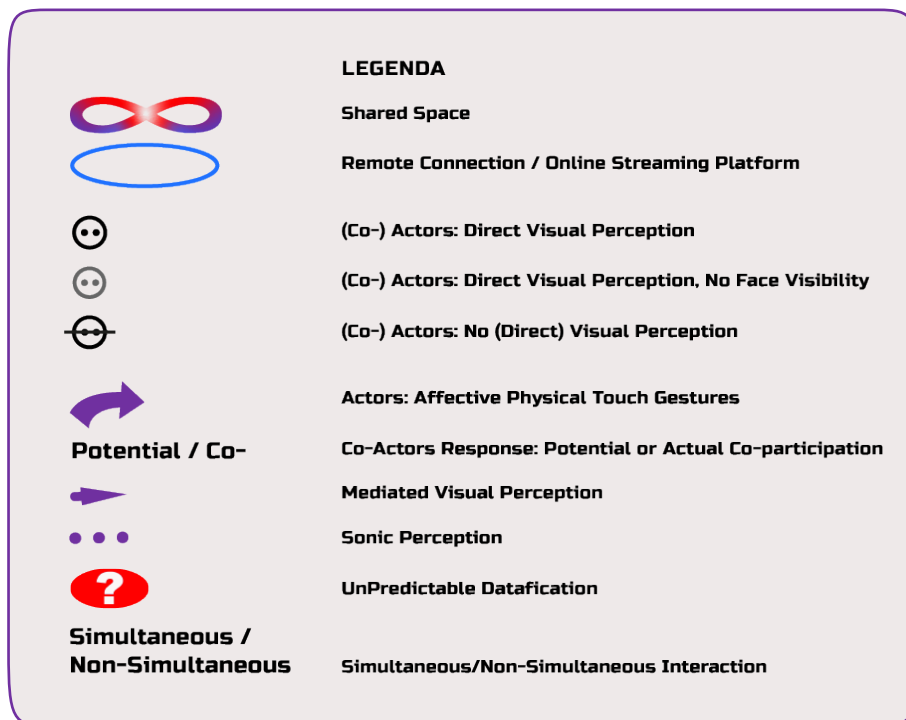 LEGENDA
Shared Space
Remote Connection / Online Streaming Platform
(Co-) Actors: Direct Visual Perception
(Co-) Actors: Direct Visual Perception, No Face Visibility
(Co-) Actors: No (Direct) Visual Perception
Actors: Affective Physical Touch Gestures
Potential / Co- Co-Actors Response: Potential or Actual Co-participation
Mediated Visual Perception
Sonic Perception
? UnPredictable Datafication
Simultaneous /
Non-Simultaneous Simultaneous/Non-Simultaneous Interaction